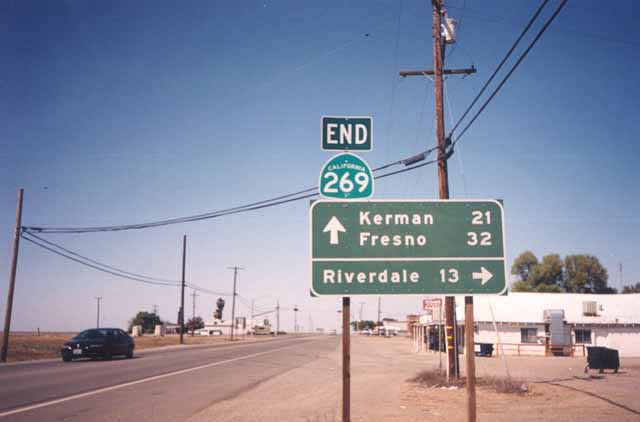 END
CALIFORNIA
269
Kerman 21
Fresno 32
Riverdale 13